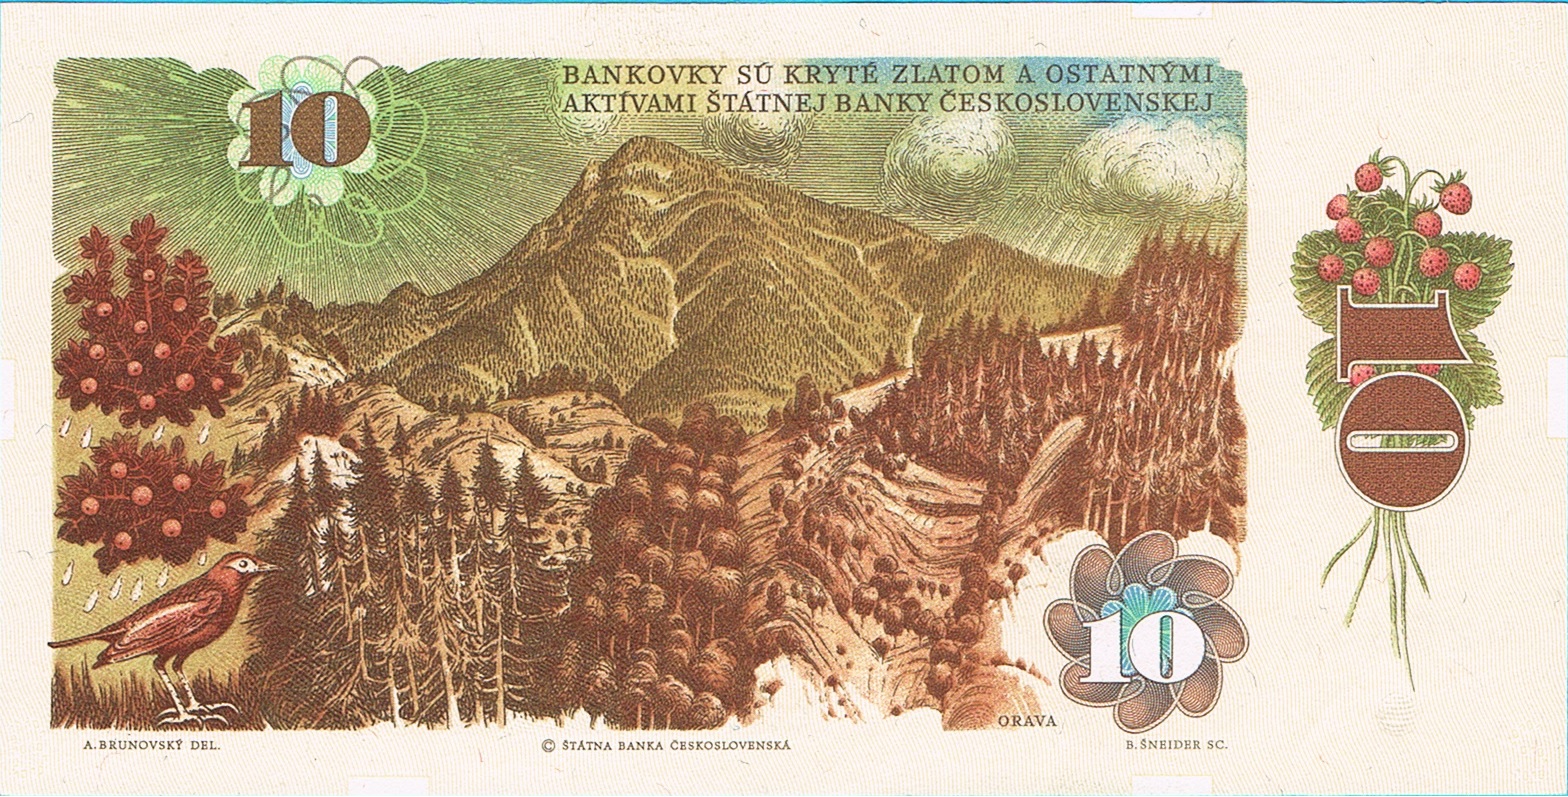 10
BANKOVKY SÚ KRYTÉ ZLATOM A OSTATNÝMI
AKTÍVAMI ŠTÁTNEJ BANKY ČESKOSLOVENSKEJ
10
10
ORAVA
A.BRUNOVSKÝ DEL.
© ŠTÁTNA BANKA ČESKOSLOVENSKÁ
B.ŠNEIDER SC.